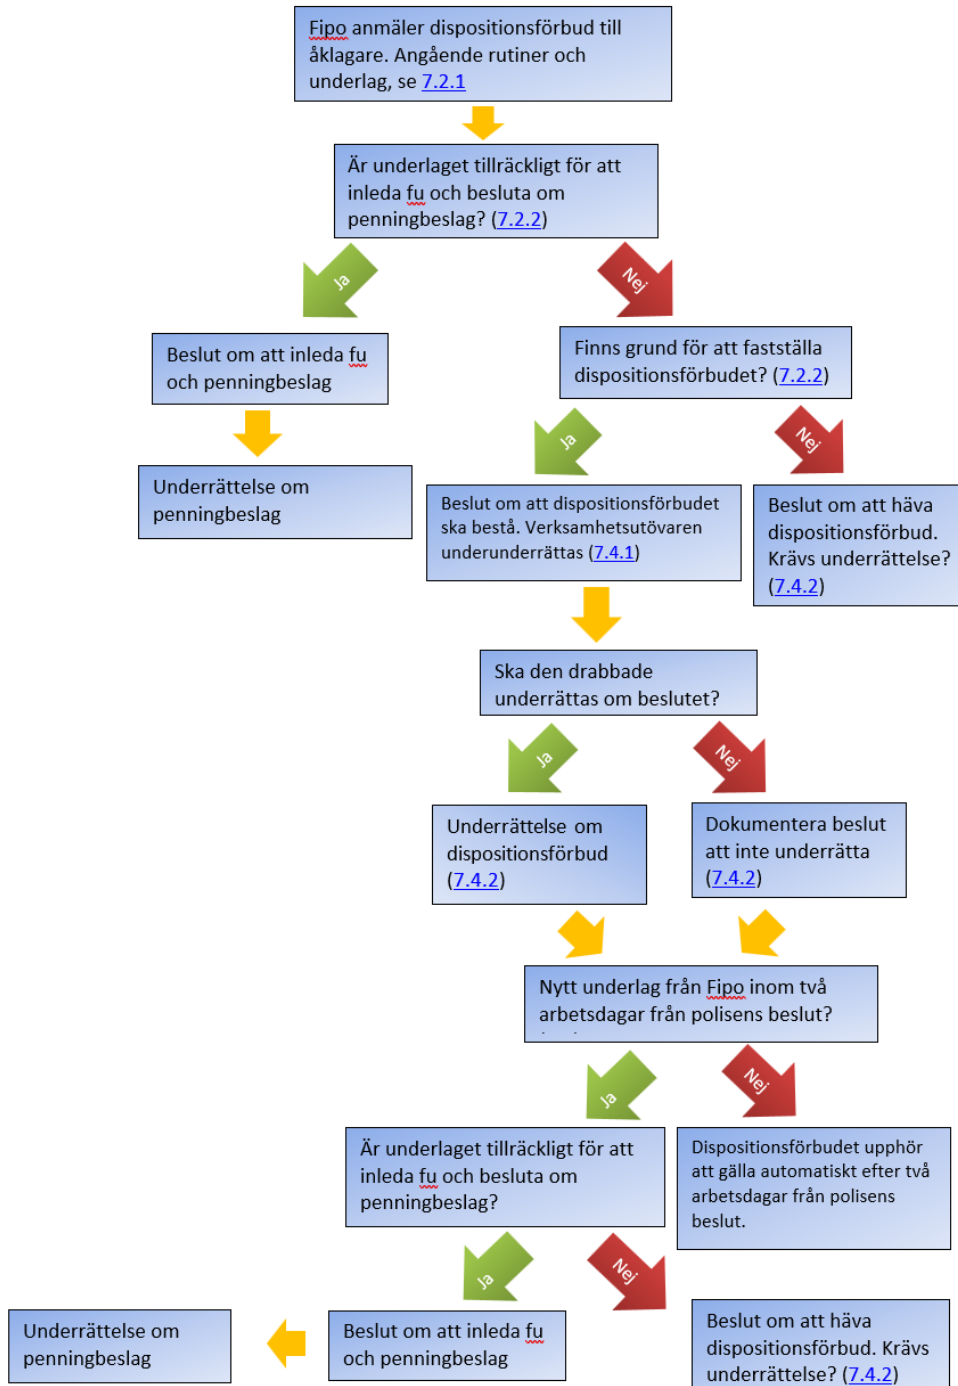 Fipo anmäler dispositionsförbud till
åklagare. Angående rutiner och
underlag, se 7.2.1
Är underlaget tillräckligt för att
inleda fu och besluta om
penningbeslag? (7.2.2)
Ja
Nej
Beslut om att inleda fu
och penningbeslag
Finns grund för att fastställa
dispositionsförbudet? (7.2.2)
Ja
Nej
Underrättelse om
penningbeslag
Beslut om att dispositionsförbudet
ska bestå. Verksamhetsutövaren
underunderrättas (7.4.1)
Beslut om att häva
dispositionsförbud.
Krävs underrättelse?
(7.4.2)
Ska den drabbade
underrättas om beslutet?
Ja
Nej
Underrättelse om
dispositionsförbud
(7.4.2)
Dokumentera beslut
att inte underrätta
(7.4.2)
Nytt underlag från Fipo inom två
arbetsdagar från polisens beslut?
Ja
Nej
Är underlaget tillräckligt för att
inleda fu och besluta om
penningbeslag?
Dispositionsförbudet upphör
att gälla automatiskt efter två
arbetsdagar från polisens
beslut.
Ja
Nej
Underrättelse om
penningbeslag
Beslut om att inleda fu
och penningbeslag
Beslut om att häva
dispositionsförbud. Krävs
underrättelse? (7.4.2)